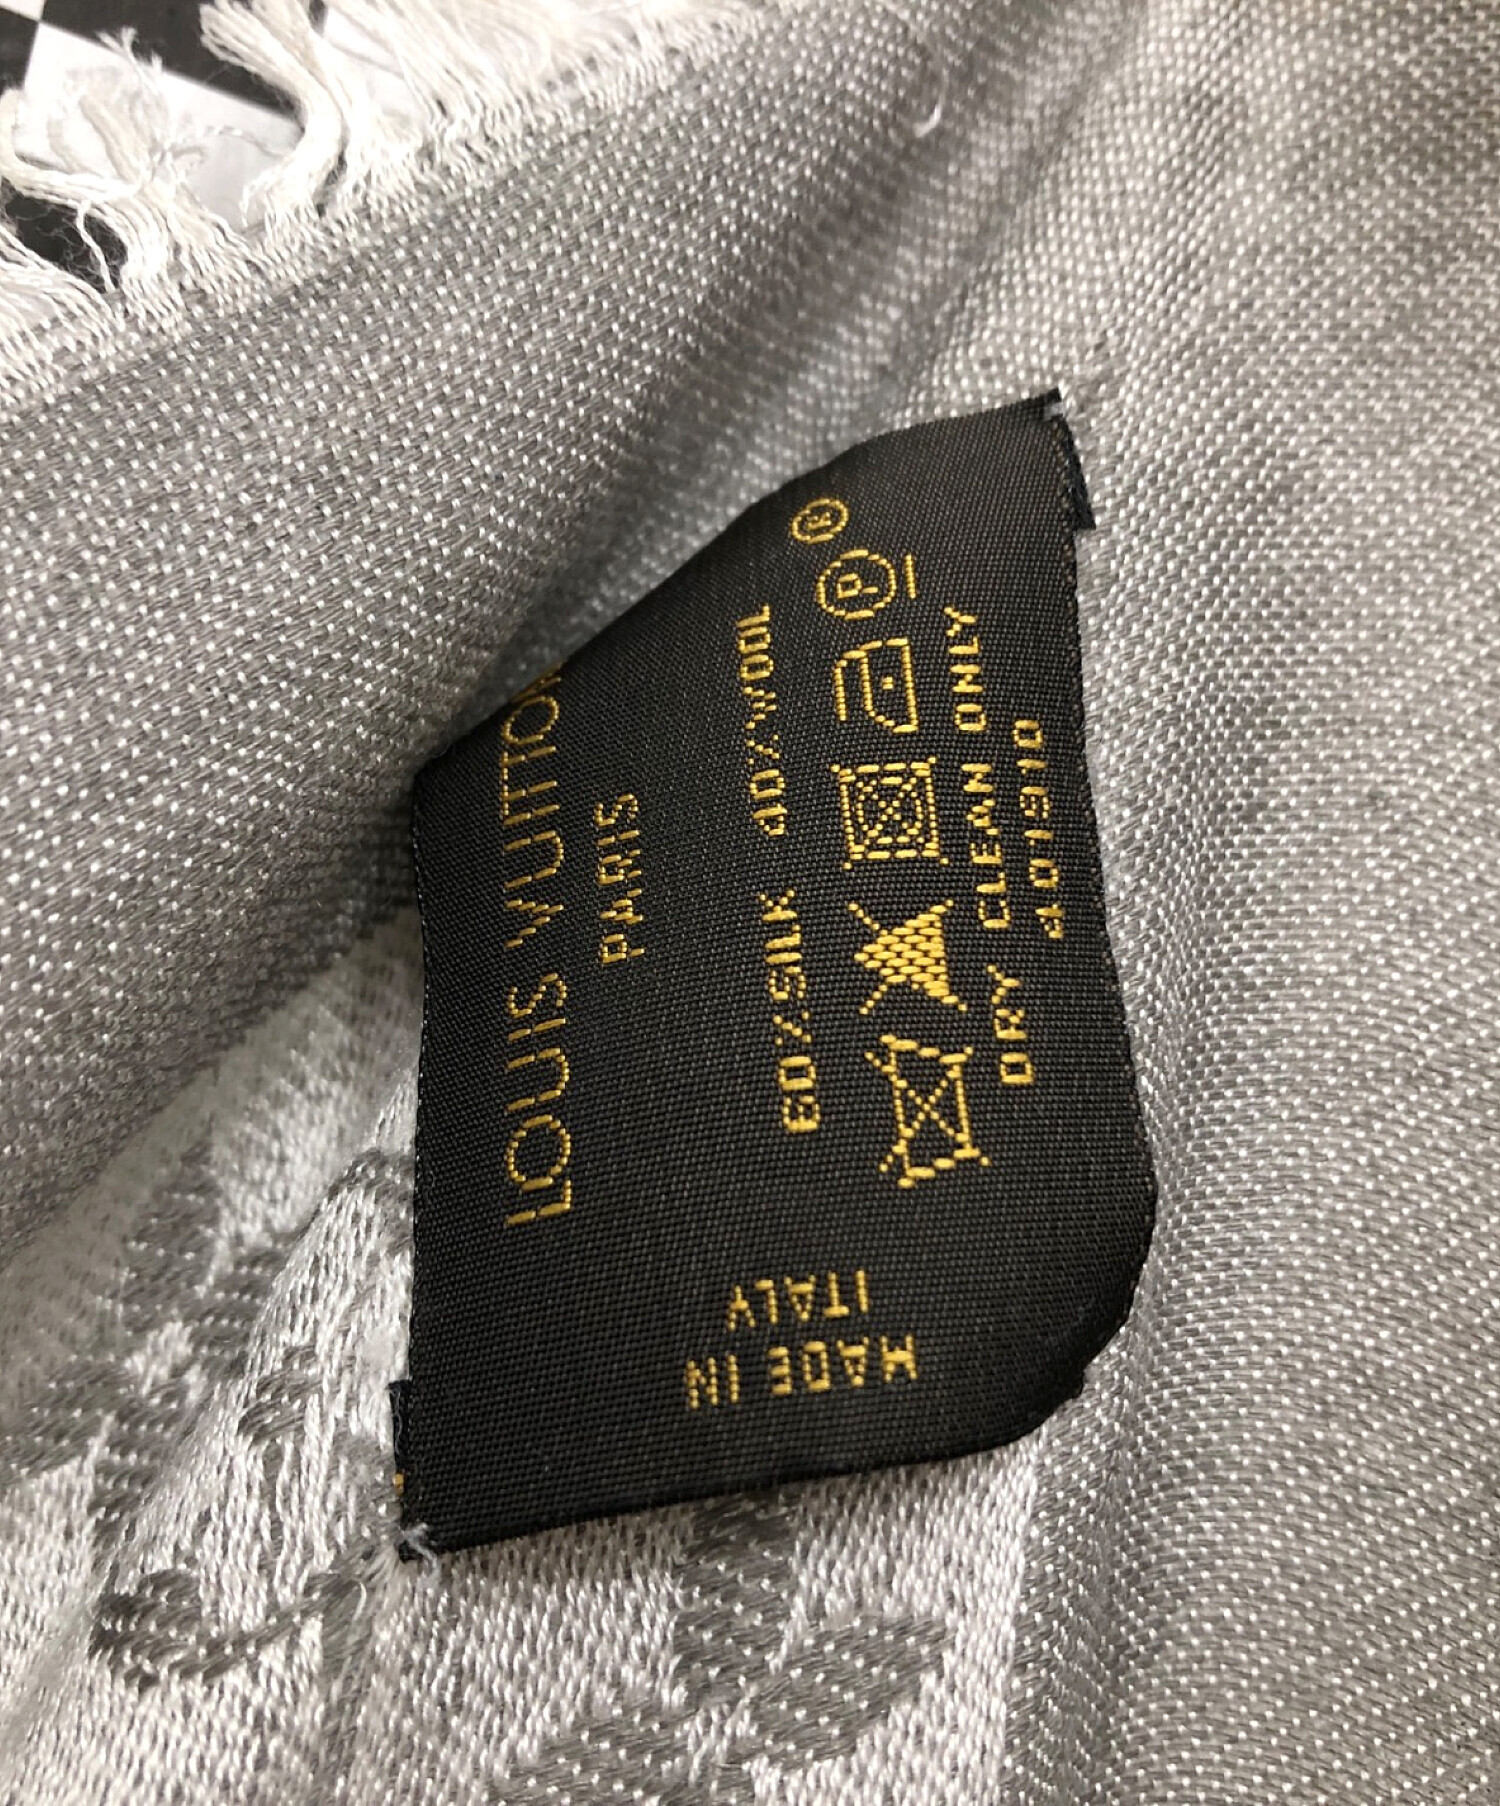 LOUIS VUITTON
PARIS
60%SILK 40%WOOL
P
®
DRY CLEAN ONLY
401910
MADE IN
ITALY